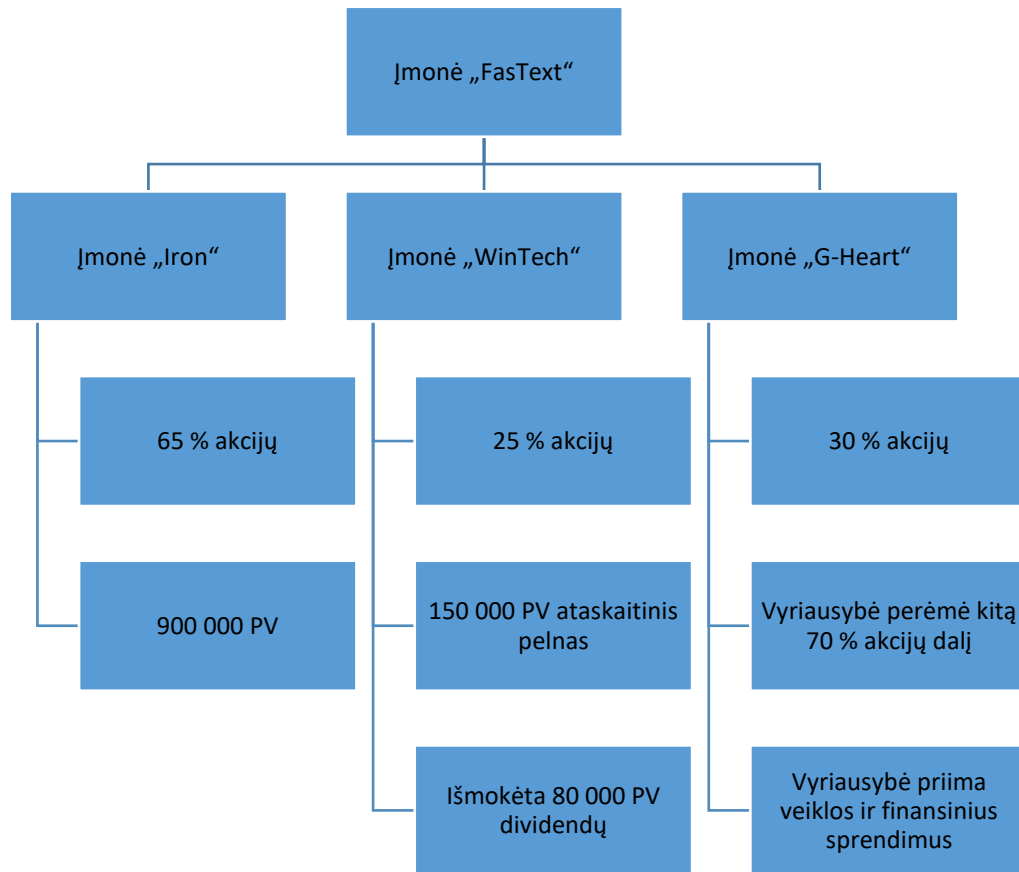 Įmonė „FasText“
Įmonė „Iron“
65 % akcijų
900 000 PV
Įmonė „WinTech“
25 % akcijų
150 000 PV ataskaitinis
pelnas
Išmokėta 80 000 PV
dividendų
Įmonė „G-Heart“
30 % akcijų
Vyriausybė perėmė kitą
70 % akcijų dalį
Vyriausybė priima
veiklos ir finansinius
sprendimus